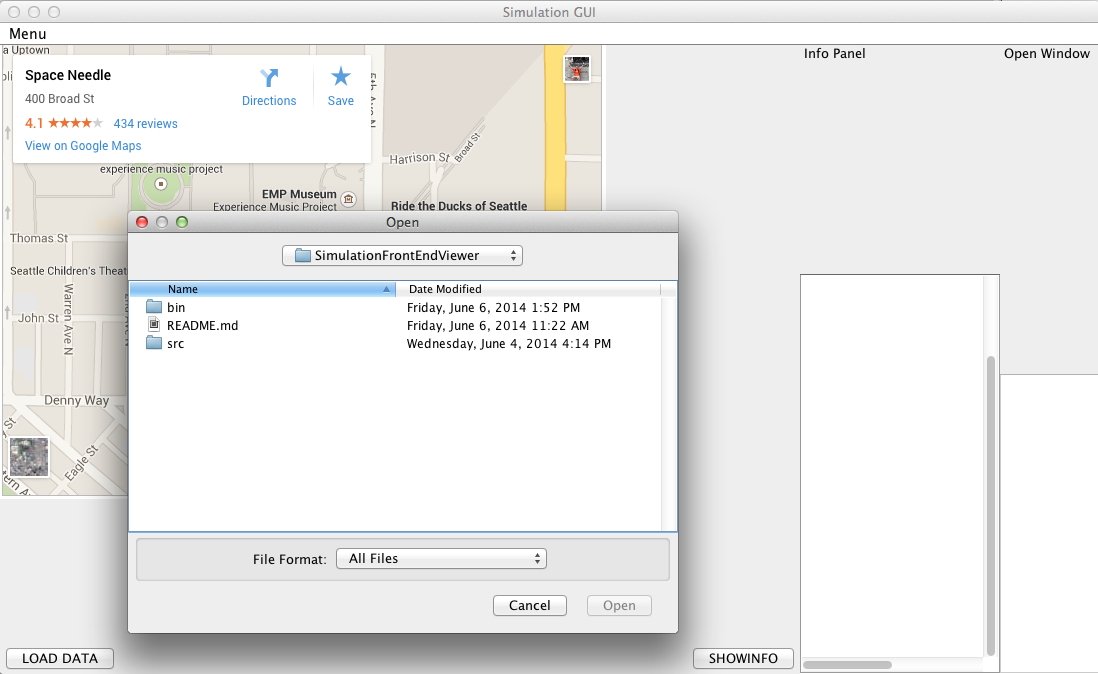 Simulation GUI
Menu
Info Panel
Open Window
a Uptown
Space Needle
400 Broad St
4.1
434 reviews
View on Google Maps
Directions
Save
5th Ave N
Harrison St
Broad St
experience music project
EMP Museum
Experience Music Project
Ride the Ducks of Seattle
Thomas St
Seattle Children's Theat
Warren Ave N
John St
Denny Way
Eagle St
Open
SimulationFrontEndViewer
Name
Date Modified
bin
Friday, June 6, 2014 1:52 PM
README.md
Friday, June 6, 2014 11:22 AM
src
Wednesday, June 4, 2014 4:14 PM
File Format:
All Files
Cancel
Open
LOAD DATA
SHOWINFO